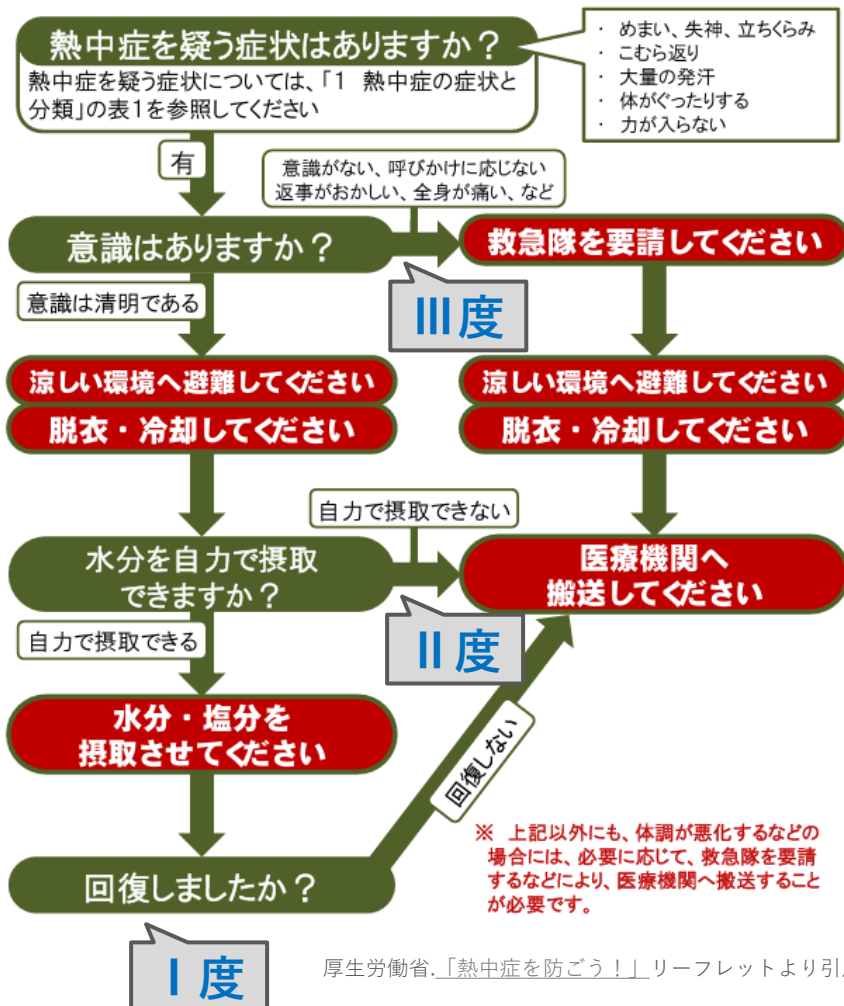 熱中症を疑う症状はありますか？
熱中症を疑う症状については、「1 熱中症の症状と
分類」の表1を参照してください
・ めまい、失神、立ちくらみ
・ こむら返り
・ 大量の発汗
・ 体がぐったりする
・ 力が入らない
有
意識がない、呼びかけに応じない
返事がおかしい、全身が痛い、など
意識はありますか？
救急隊を要請してください
意識は清明である
Ⅲ度
涼しい環境へ避難してください
脱衣・冷却してください
涼しい環境へ避難してください
脱衣・冷却してください
自力で摂取できない
水分を自力で摂取
できますか？
医療機関へ
搬送してください
自力で摂取できる
Ⅱ度
水分・塩分を
摂取させてください
回復しない
※ 上記以外にも、体調が悪化するなどの
場合には、必要に応じて、救急隊を要請
するなどにより、医療機関へ搬送すること
が必要です。
回復しましたか？
Ⅰ度
厚生労働省.「熱中症を防ごう！」リーフレットより引